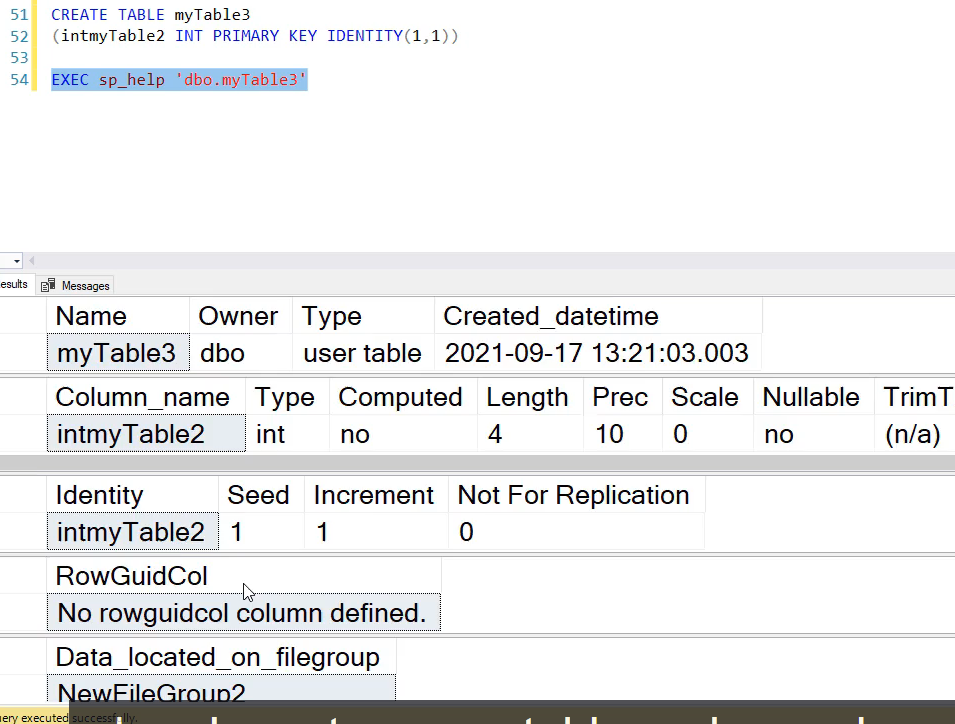 51 CREATE TABLE myTable3
52 (intmyTable2 INT PRIMARY KEY IDENTITY(1,1))
53
54 EXEC sp_help 'dbo.myTable3'
esults Messages
Name Owner Type Created_datetime
myTable3 dbo user table 2021-09-17 13:21:03.003
Column_name Type Computed Length Prec Scale Nullable TrimT
intmyTable2 int no 4 10 0 no (n/a)
Identity Seed Increment Not For Replication
intmyTable2 1 1 0
RowGuidCol
No rowguidcol column defined.
Data_located_on_filegroup
NewFileGroup2
uery executed successfully.